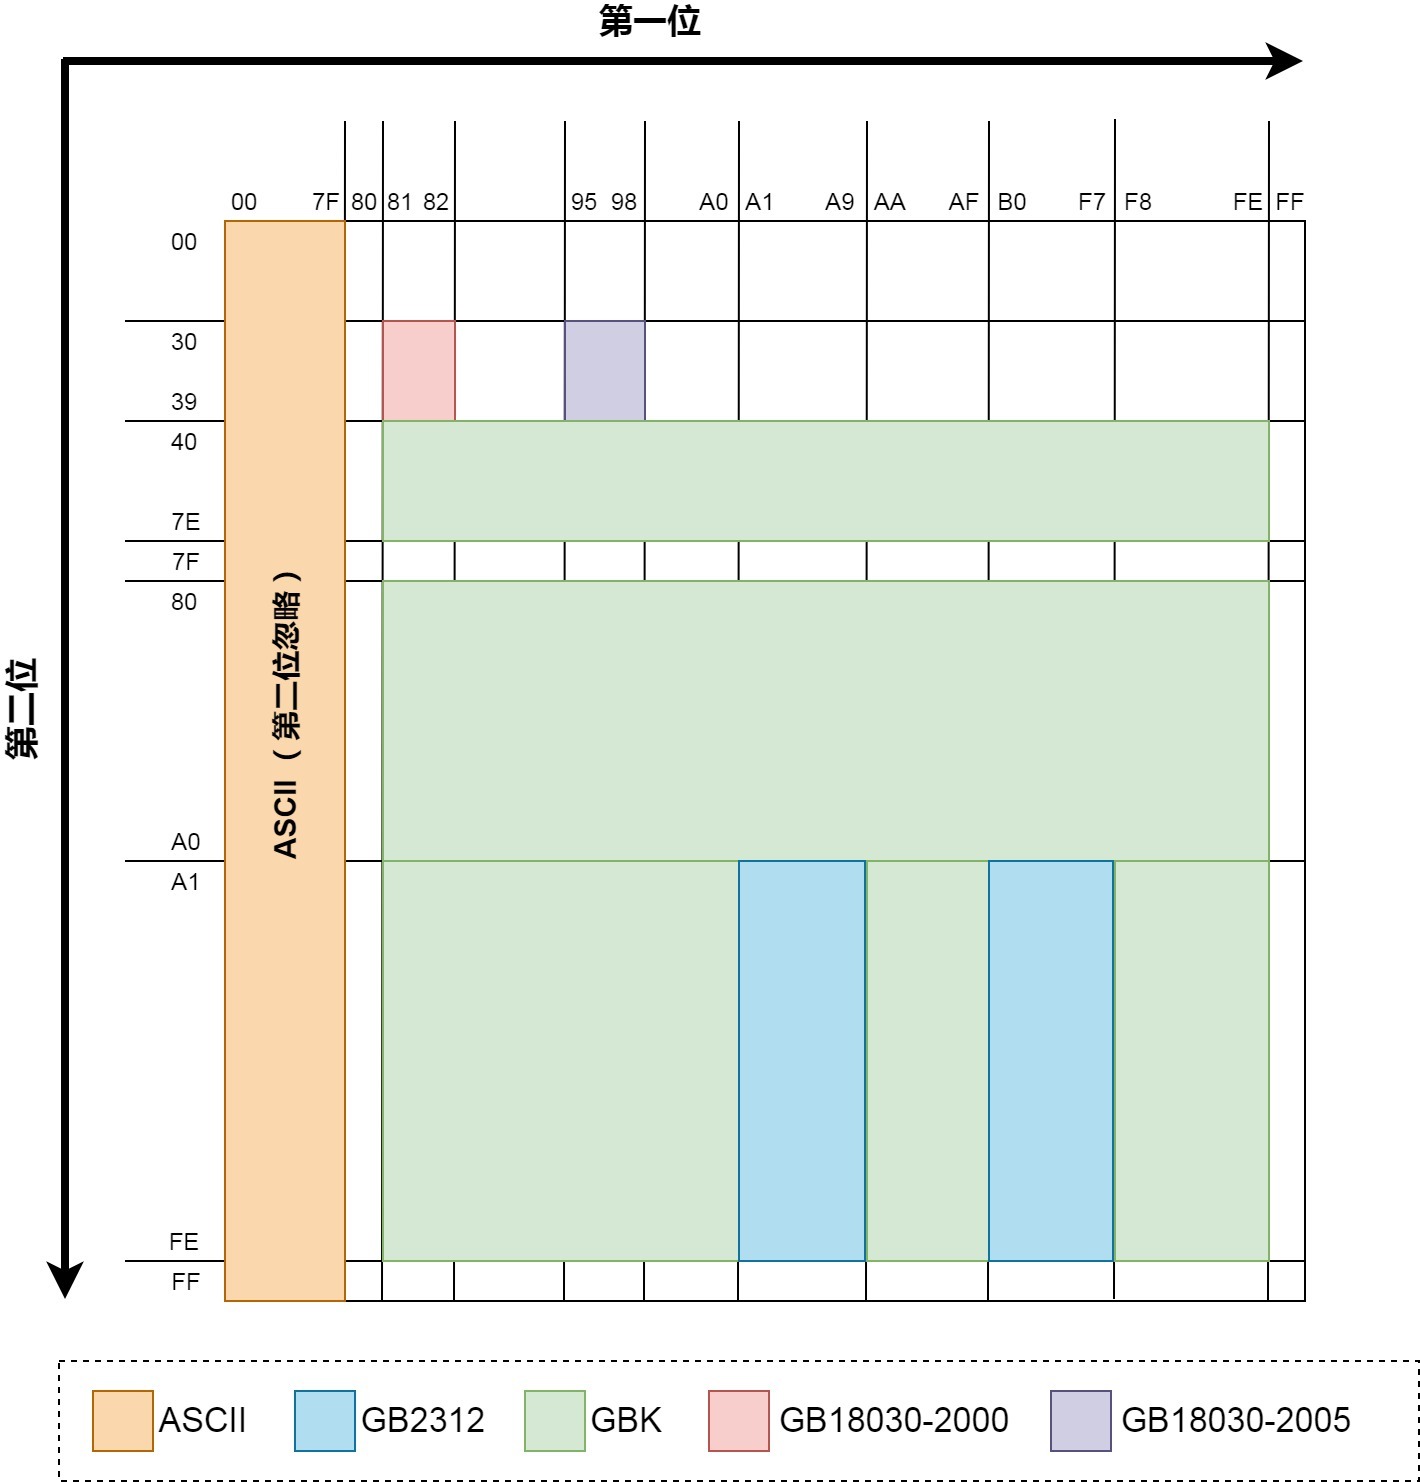 第一位
00 7F 80 81 82 95 98 A0 A1 A9 AA AF B0 F7 F8 FE FF
00
30
39
40
7E
7F
80
A0
A1
FE
FF
第二位
ASCII（第二位忽略）
ASCII GB2312 GBK GB18030-2000 GB18030-2005